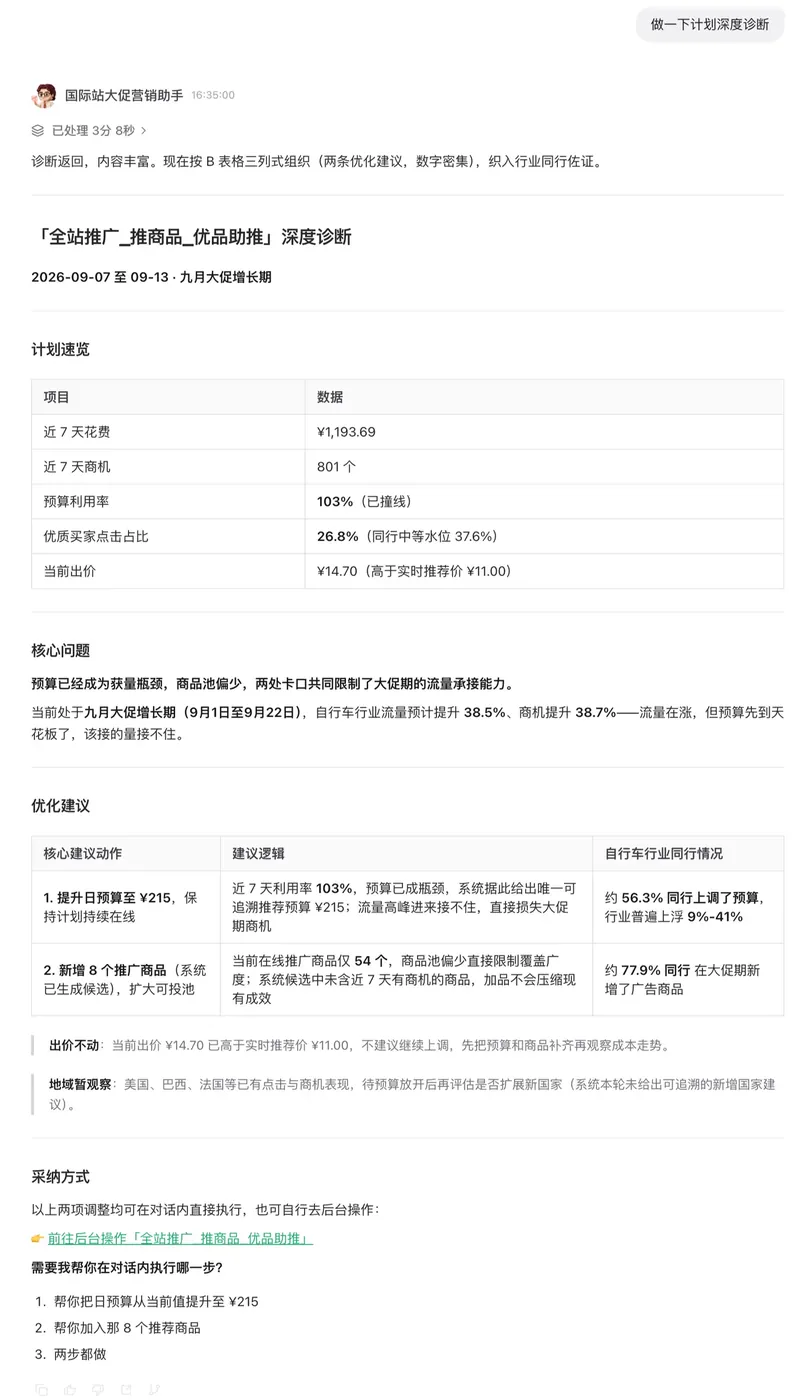 做一下计划深度诊断
国际站大促营销助手 16:35:00
已处理 3分 8秒 >
诊断返回，内容丰富。现在按 B 表格三列式组织（两条优化建议，数字密集），织入行业同行佐证。
「全站推广_推商品_优品助推」深度诊断
2026-09-07 至 09-13 · 九月大促增长期
计划速览
项目 数据
近 7 天花费 ¥1,193.69
近 7 天商机 801 个
预算利用率 103%（已撞线）
优质买家点击占比 26.8%（同行中等水位 37.6%）
当前出价 ¥14.70（高于实时推荐价 ¥11.00）
核心问题
预算已经成为获量瓶颈，商品池偏少，两处卡口共同限制了大促期的流量承接能力。
当前处于九月大促增长期（9月1日至9月22日），自行车行业流量预计提升 38.5%、商机提升 38.7%——流量在涨，但预算先到天
花板了，该接的量接不住。
优化建议
核心建议动作 建议逻辑 自行车行业同行情况
1. 提升日预算至 ¥215，保
持计划持续在线
近 7 天利用率 103%，预算已成瓶颈，系统据此给出唯一可
追溯推荐预算 ¥215；流量高峰进来接不住，直接损失大促
期商机
约 56.3% 同行上调了预算，
行业普遍上浮 9%-41%
2. 新增 8 个推广商品（系统
已生成候选），扩大可投池
当前在线推广商品仅 54 个，商品池偏少直接限制覆盖广
度；系统候选中未含近 7 天有商机的商品，加品不会压缩现
有成效
约 77.9% 同行 在大促期新
增了广告商品
出价不动：当前出价 ¥14.70 已高于实时推荐价 ¥11.00，不建议继续上调，先把预算和商品补齐再观察成本走势。
地域暂观察：美国、巴西、法国等已有点击与商机表现，待预算放开后再评估是否扩展新国家（系统本轮未给出可追溯的新增国家建
议）。
采纳方式
以上两项调整均可在对话内直接执行，也可自行去后台操作：
👉 前往后台操作「全站推广_推商品_优品助推」
需要我帮你在对话内执行哪一步？
1. 帮你把日预算从当前值提升至 ¥215
2. 帮你加入那 8 个推荐商品
3. 两步都做